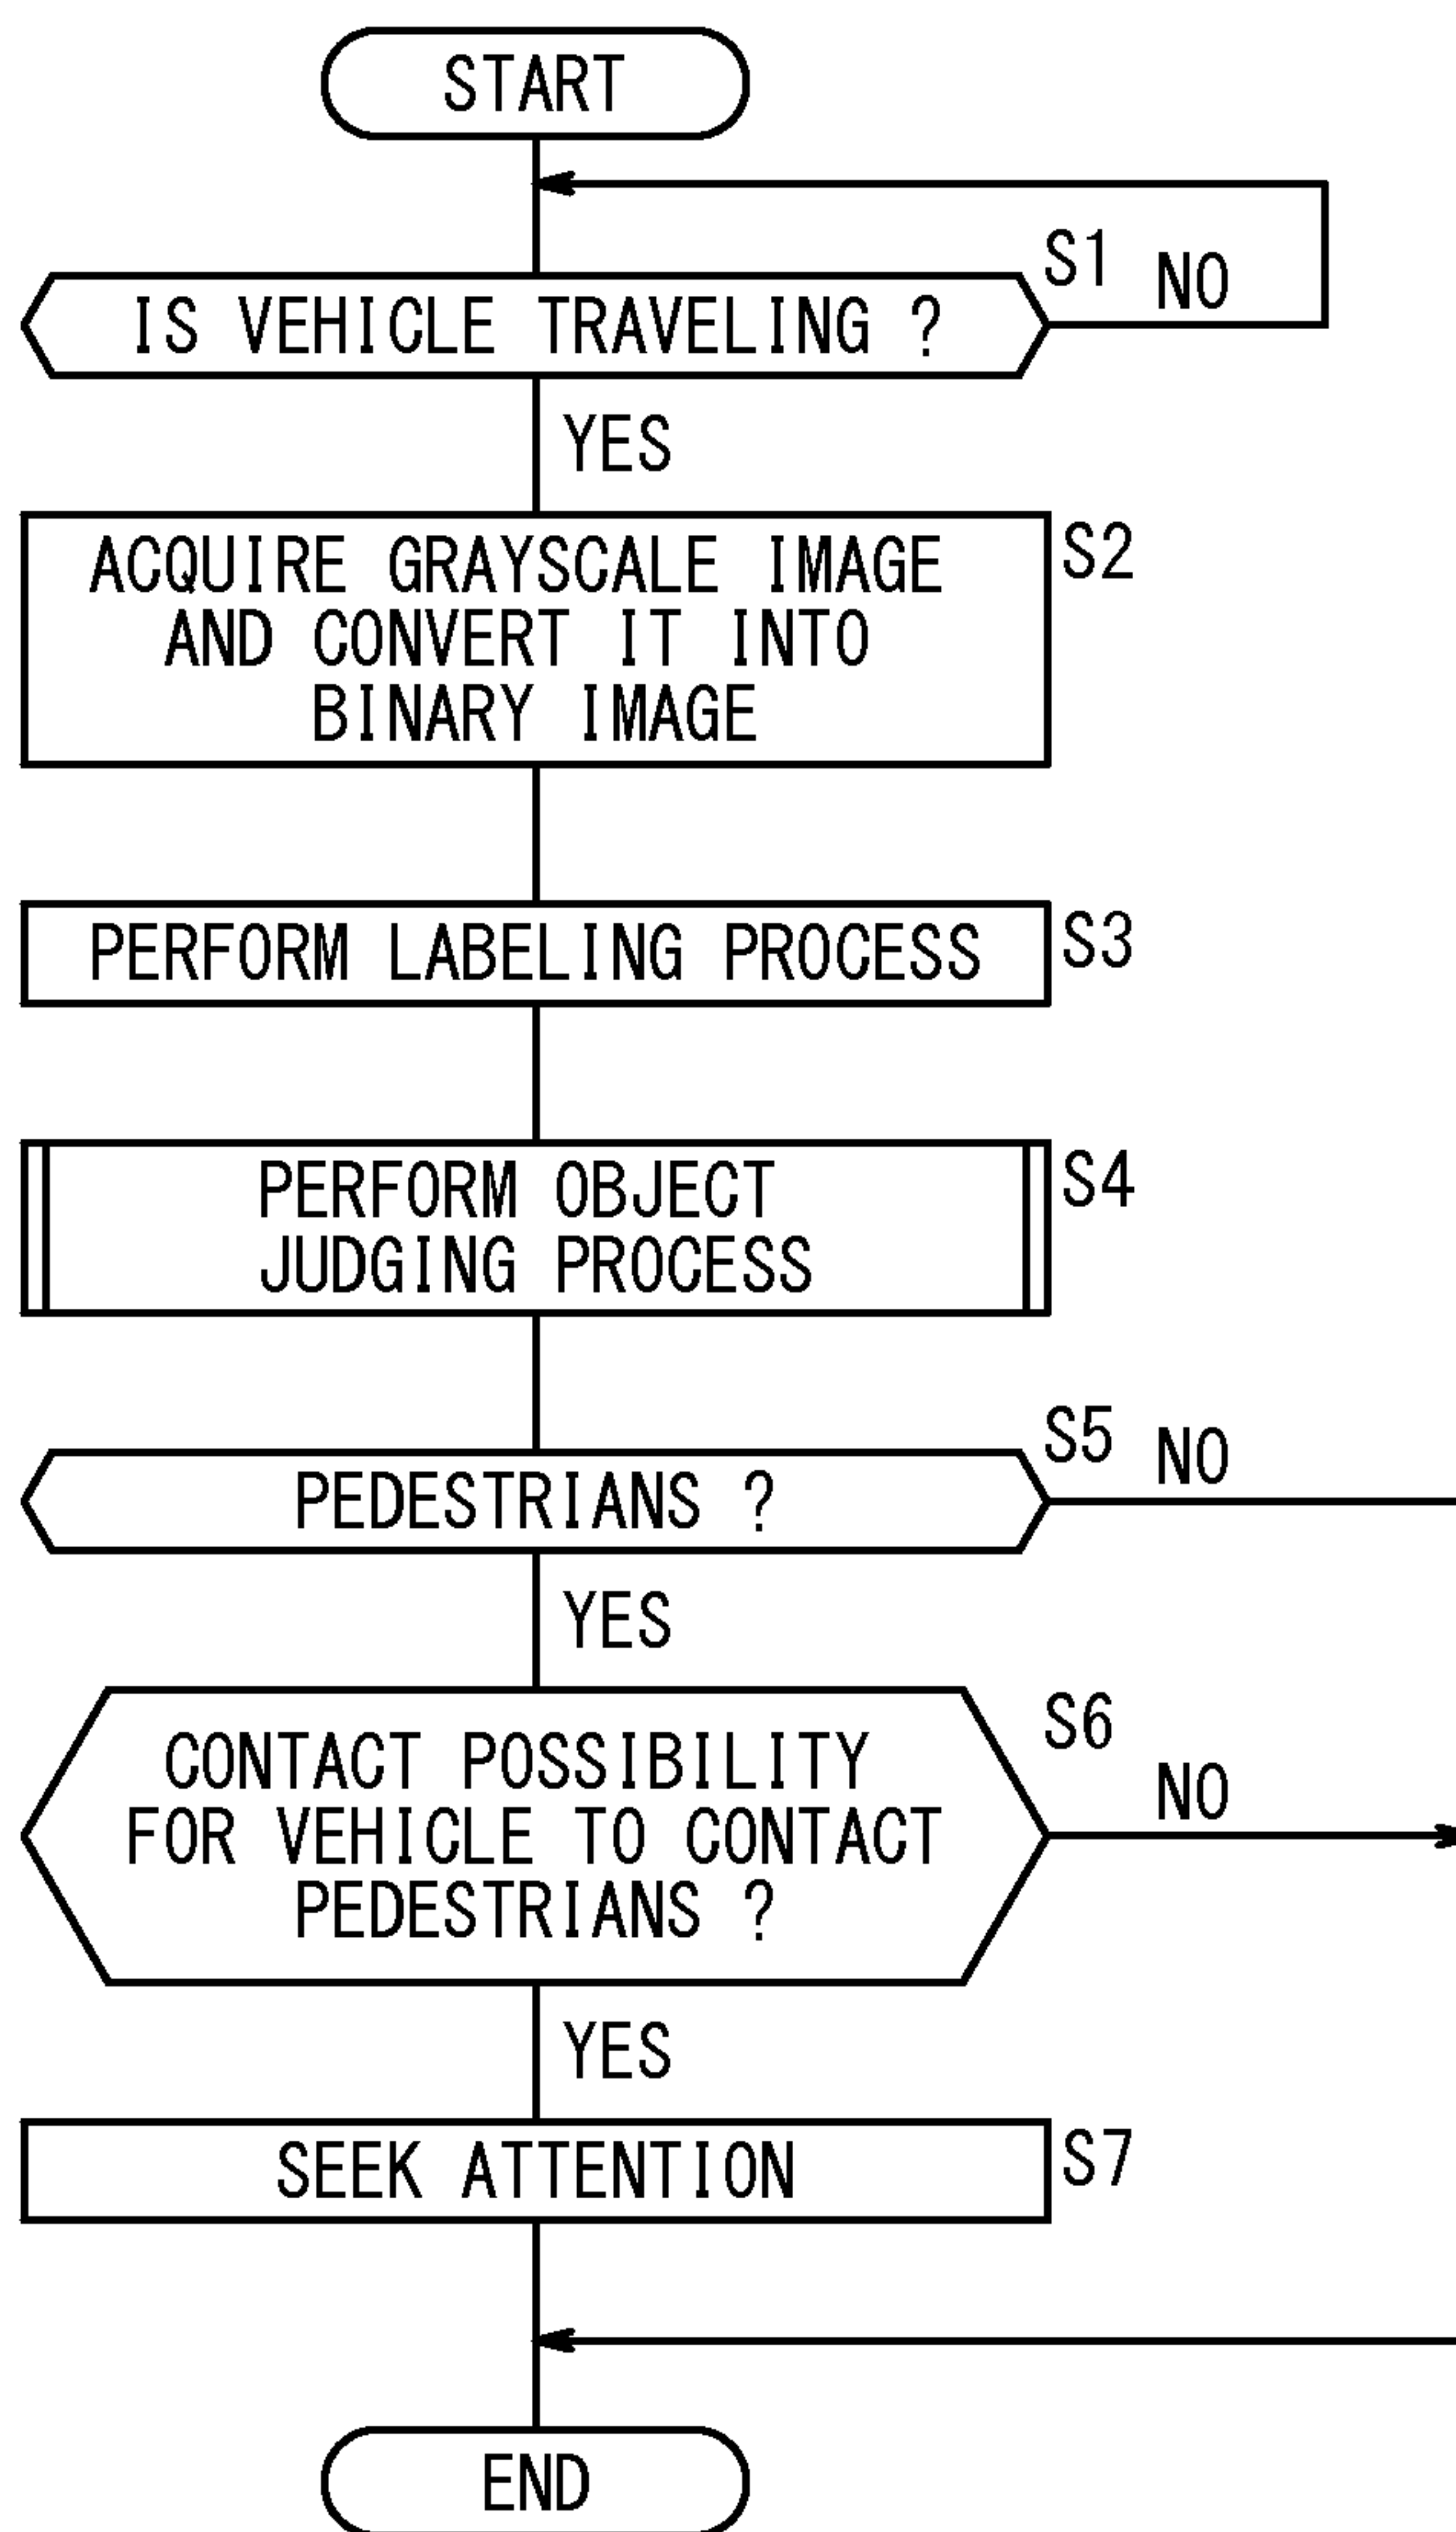 START
S1
NO
IS VEHICLE TRAVELING ?
YES
S2
ACQUIRE GRAYSCALE IMAGE
AND CONVERT IT INTO
BINARY IMAGE
S3
PERFORM LABELING PROCESS
S4
PERFORM OBJECT
JUDGING PROCESS
S5
NO
PEDESTRIANS ?
YES
S6
NO
CONTACT POSSIBILITY
FOR VEHICLE TO CONTACT
PEDESTRIANS ?
YES
S7
SEEK ATTENTION
END